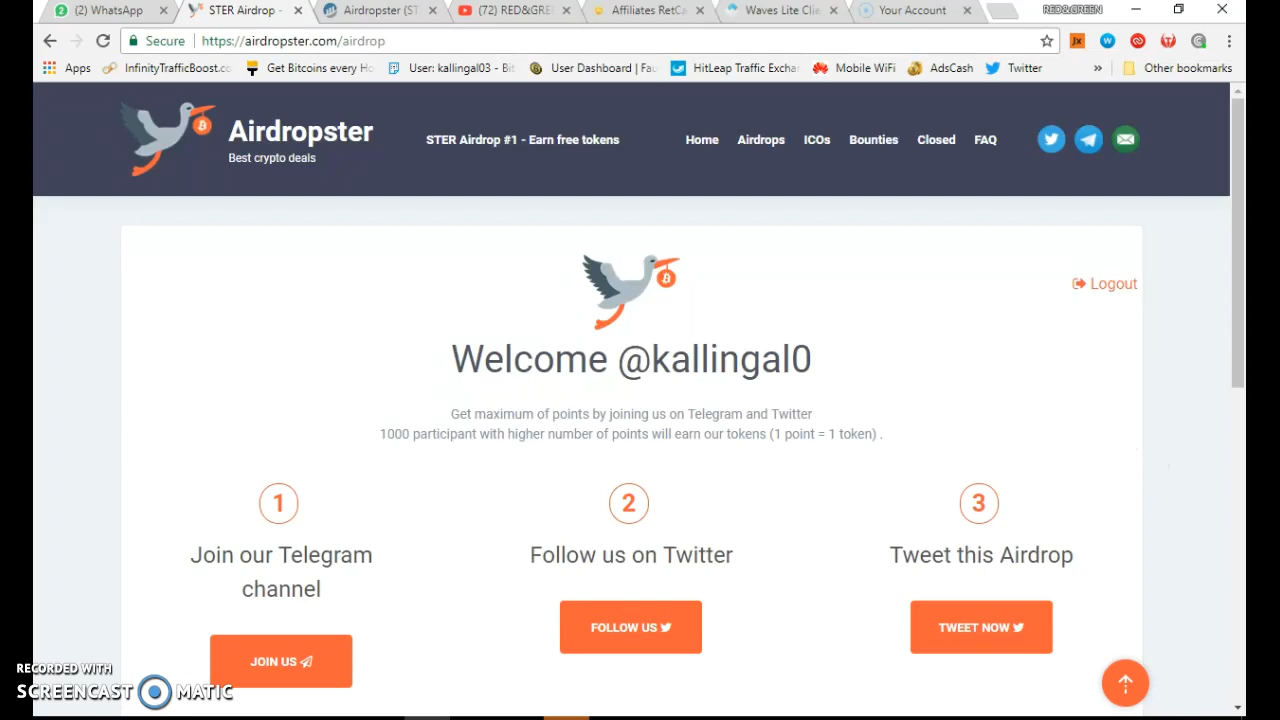 (2) WhatsApp
STER Airdrop -
Airdropster (ST
(72) RED&GRE
Affiliates RetCa
Waves Lite Clie
Your Account
RED&GREEN
Secure
https://airdropster.com/airdrop
Apps
InfinityTrafficBoost.co
Get Bitcoins every Ho
User: kallingal03 - Bit
User Dashboard | Fau
HitLeap Traffic Exchan
Mobile WiFi
AdsCash
Twitter
»
Other bookmarks
Airdropster
Best crypto deals
STER Airdrop #1 - Earn free tokens
Home
Airdrops
ICOs
Bounties
Closed
FAQ
Logout
Welcome @kallingal0
Get maximum of points by joining us on Telegram and Twitter
1000 participant with higher number of points will earn our tokens (1 point = 1 token) .
1
Join our Telegram
channel
JOIN US
2
Follow us on Twitter
FOLLOW US
3
Tweet this Airdrop
TWEET NOW
RECORDED WITH
SCREENCAST MATIC